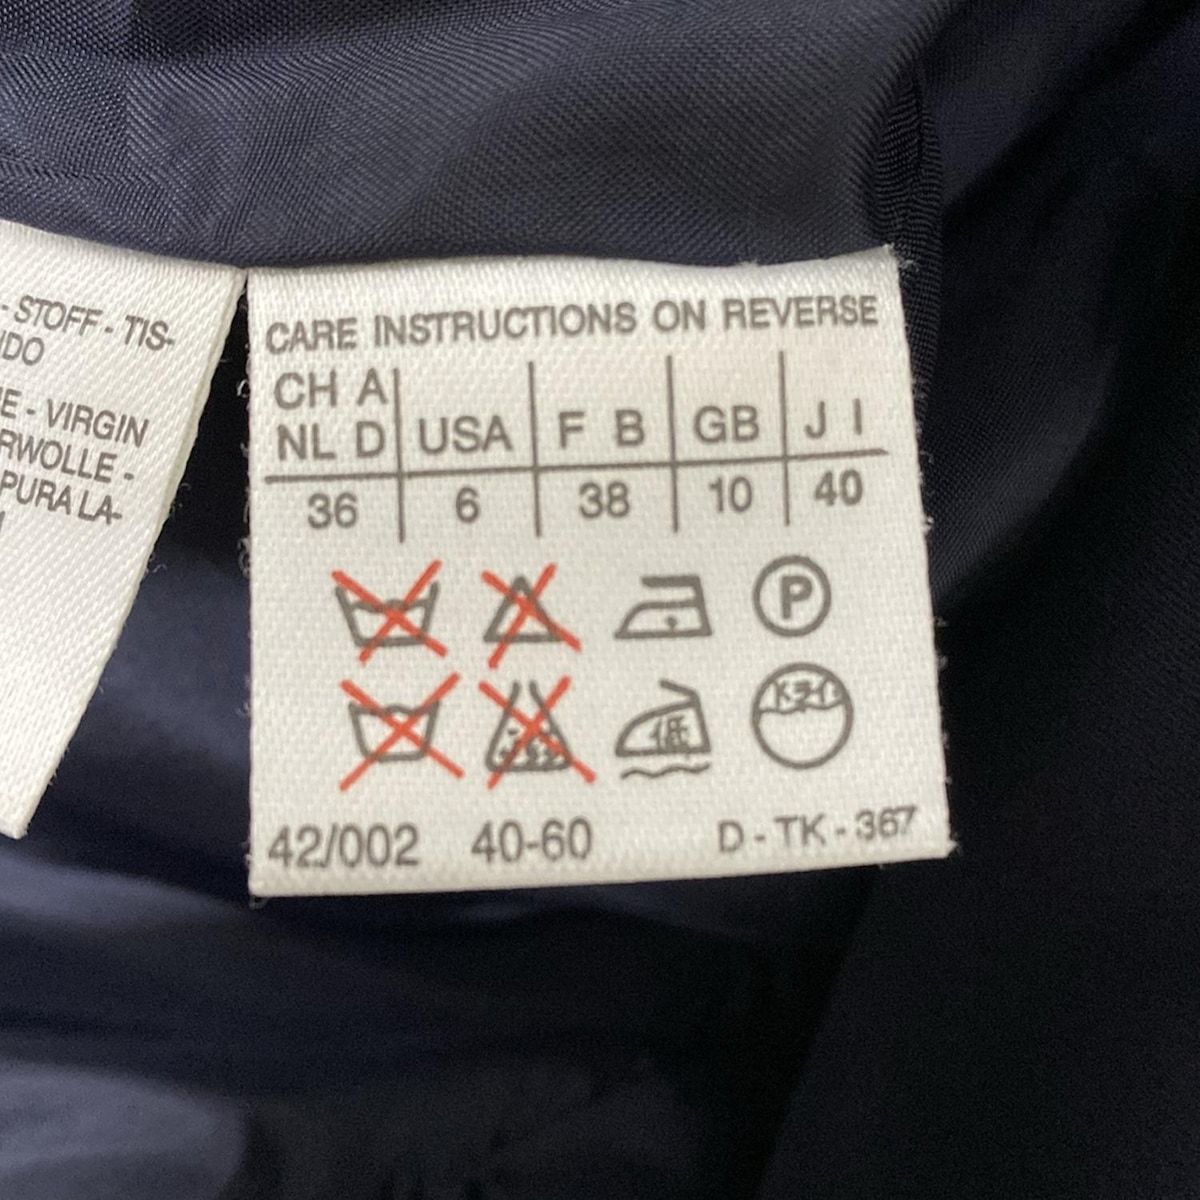 - STOFF - TIS-
IDO
E - VIRGIN
RWOLLE -
PURA LA-
CARE INSTRUCTIONS ON REVERSE
CH A
NL D USA F B GB J I
36 6 38 10 40
P
ドライ
低
42/002 40-60 D - TK - 367